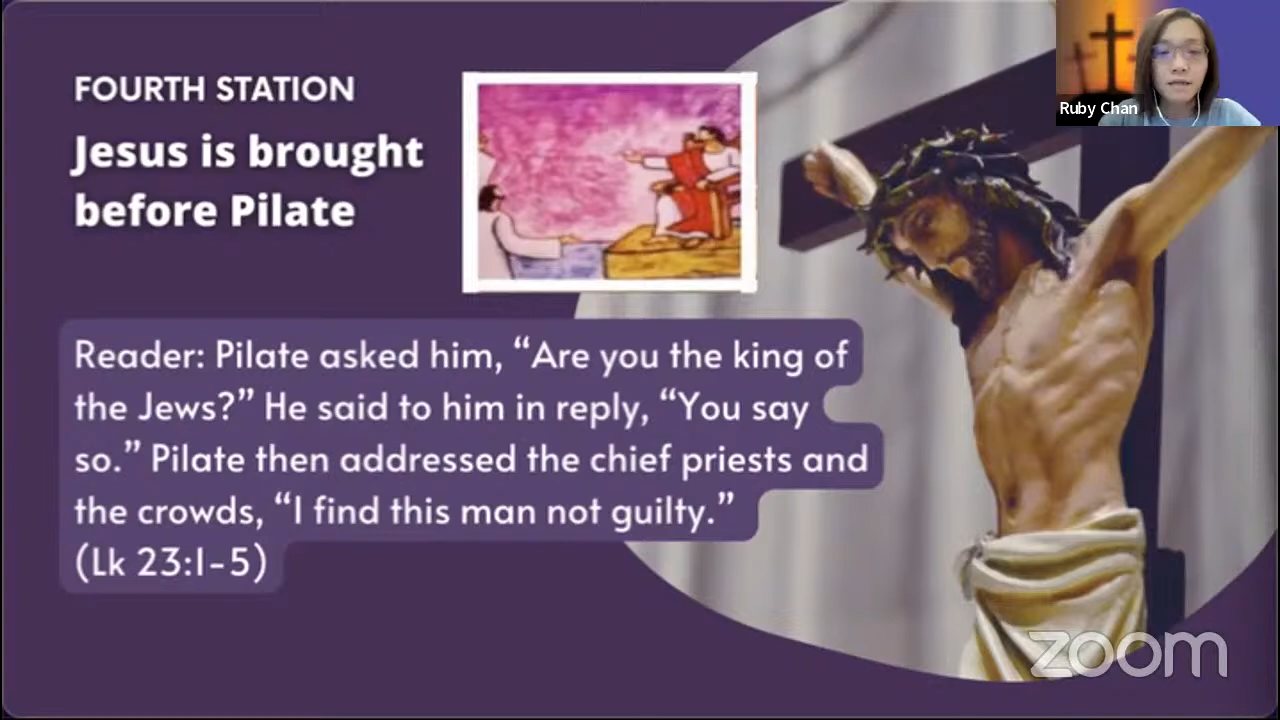 FOURTH STATION
Jesus is brought
before Pilate
Ruby Chan
Reader: Pilate asked him, “Are you the king of
the Jews?” He said to him in reply, “You say
so.” Pilate then addressed the chief priests and
the crowds, “I find this man not guilty.”
(Lk 23:1-5)
zoom